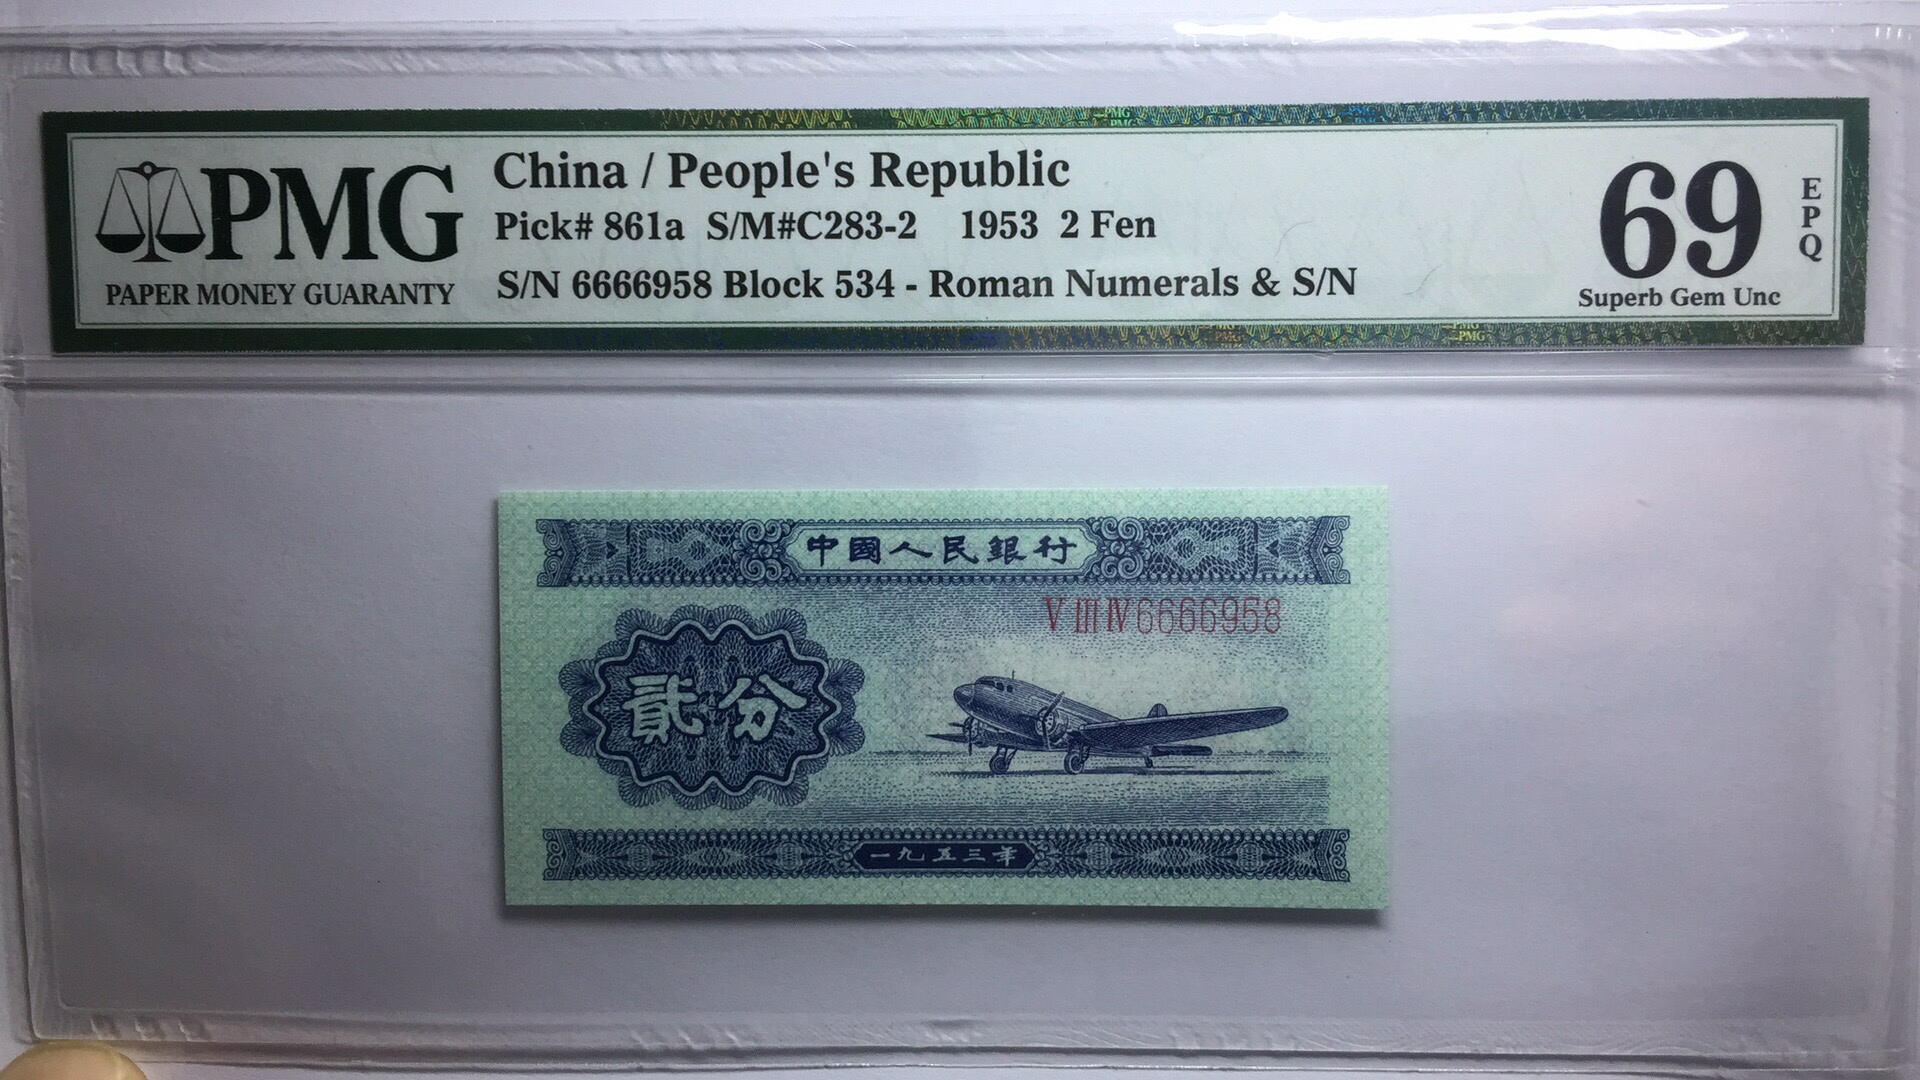 PMG
PAPER MONEY GUARANTY
China / People's Republic
Pick# 861a S/M#C283-2 1953 2 Fen
S/N 6666958 Block 534 - Roman Numerals & S/N
69
EPQ
Superb Gem Unc
中國人民銀行
Ⅴ Ⅲ Ⅳ 6666958
貳分
一九五三年